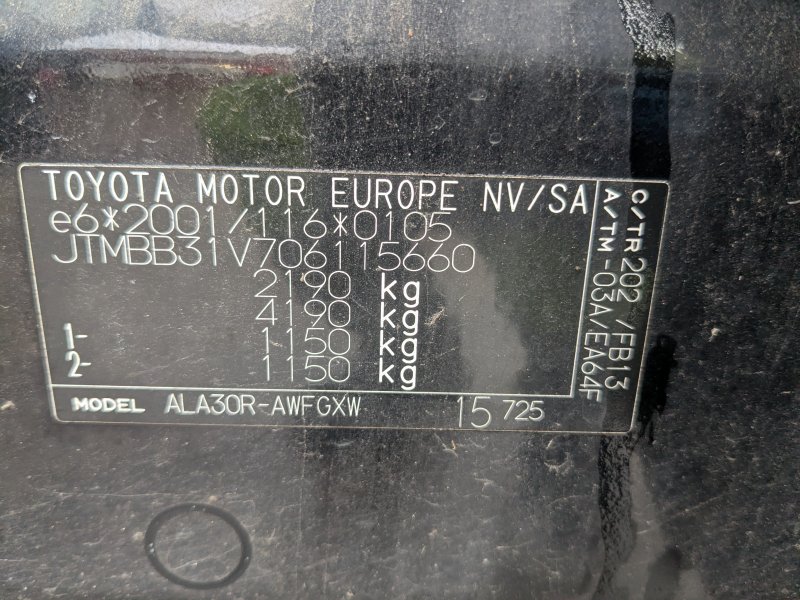 TOYOTA MOTOR EUROPE NV/SA
e6*2001/116*0105
JTMBB31V706115660
2190 kg
4190 kg
1- 1150 kg
2- 1150 kg
MODEL ALA30R-AWFGXW 15 725
C/TR 202 /FB13
A/TM -03A/EA64F